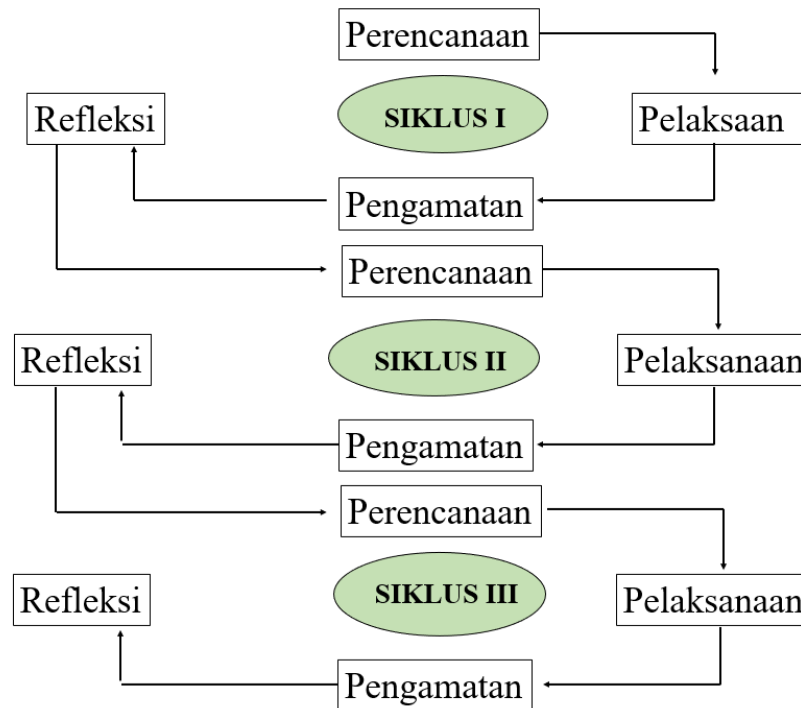 Perencanaan
SIKLUS I
Refleksi
Pelaksaan
Pengamatan
Perencanaan
SIKLUS II
Refleksi
Pelaksanaan
Pengamatan
Perencanaan
SIKLUS III
Refleksi
Pelaksanaan
Pengamatan